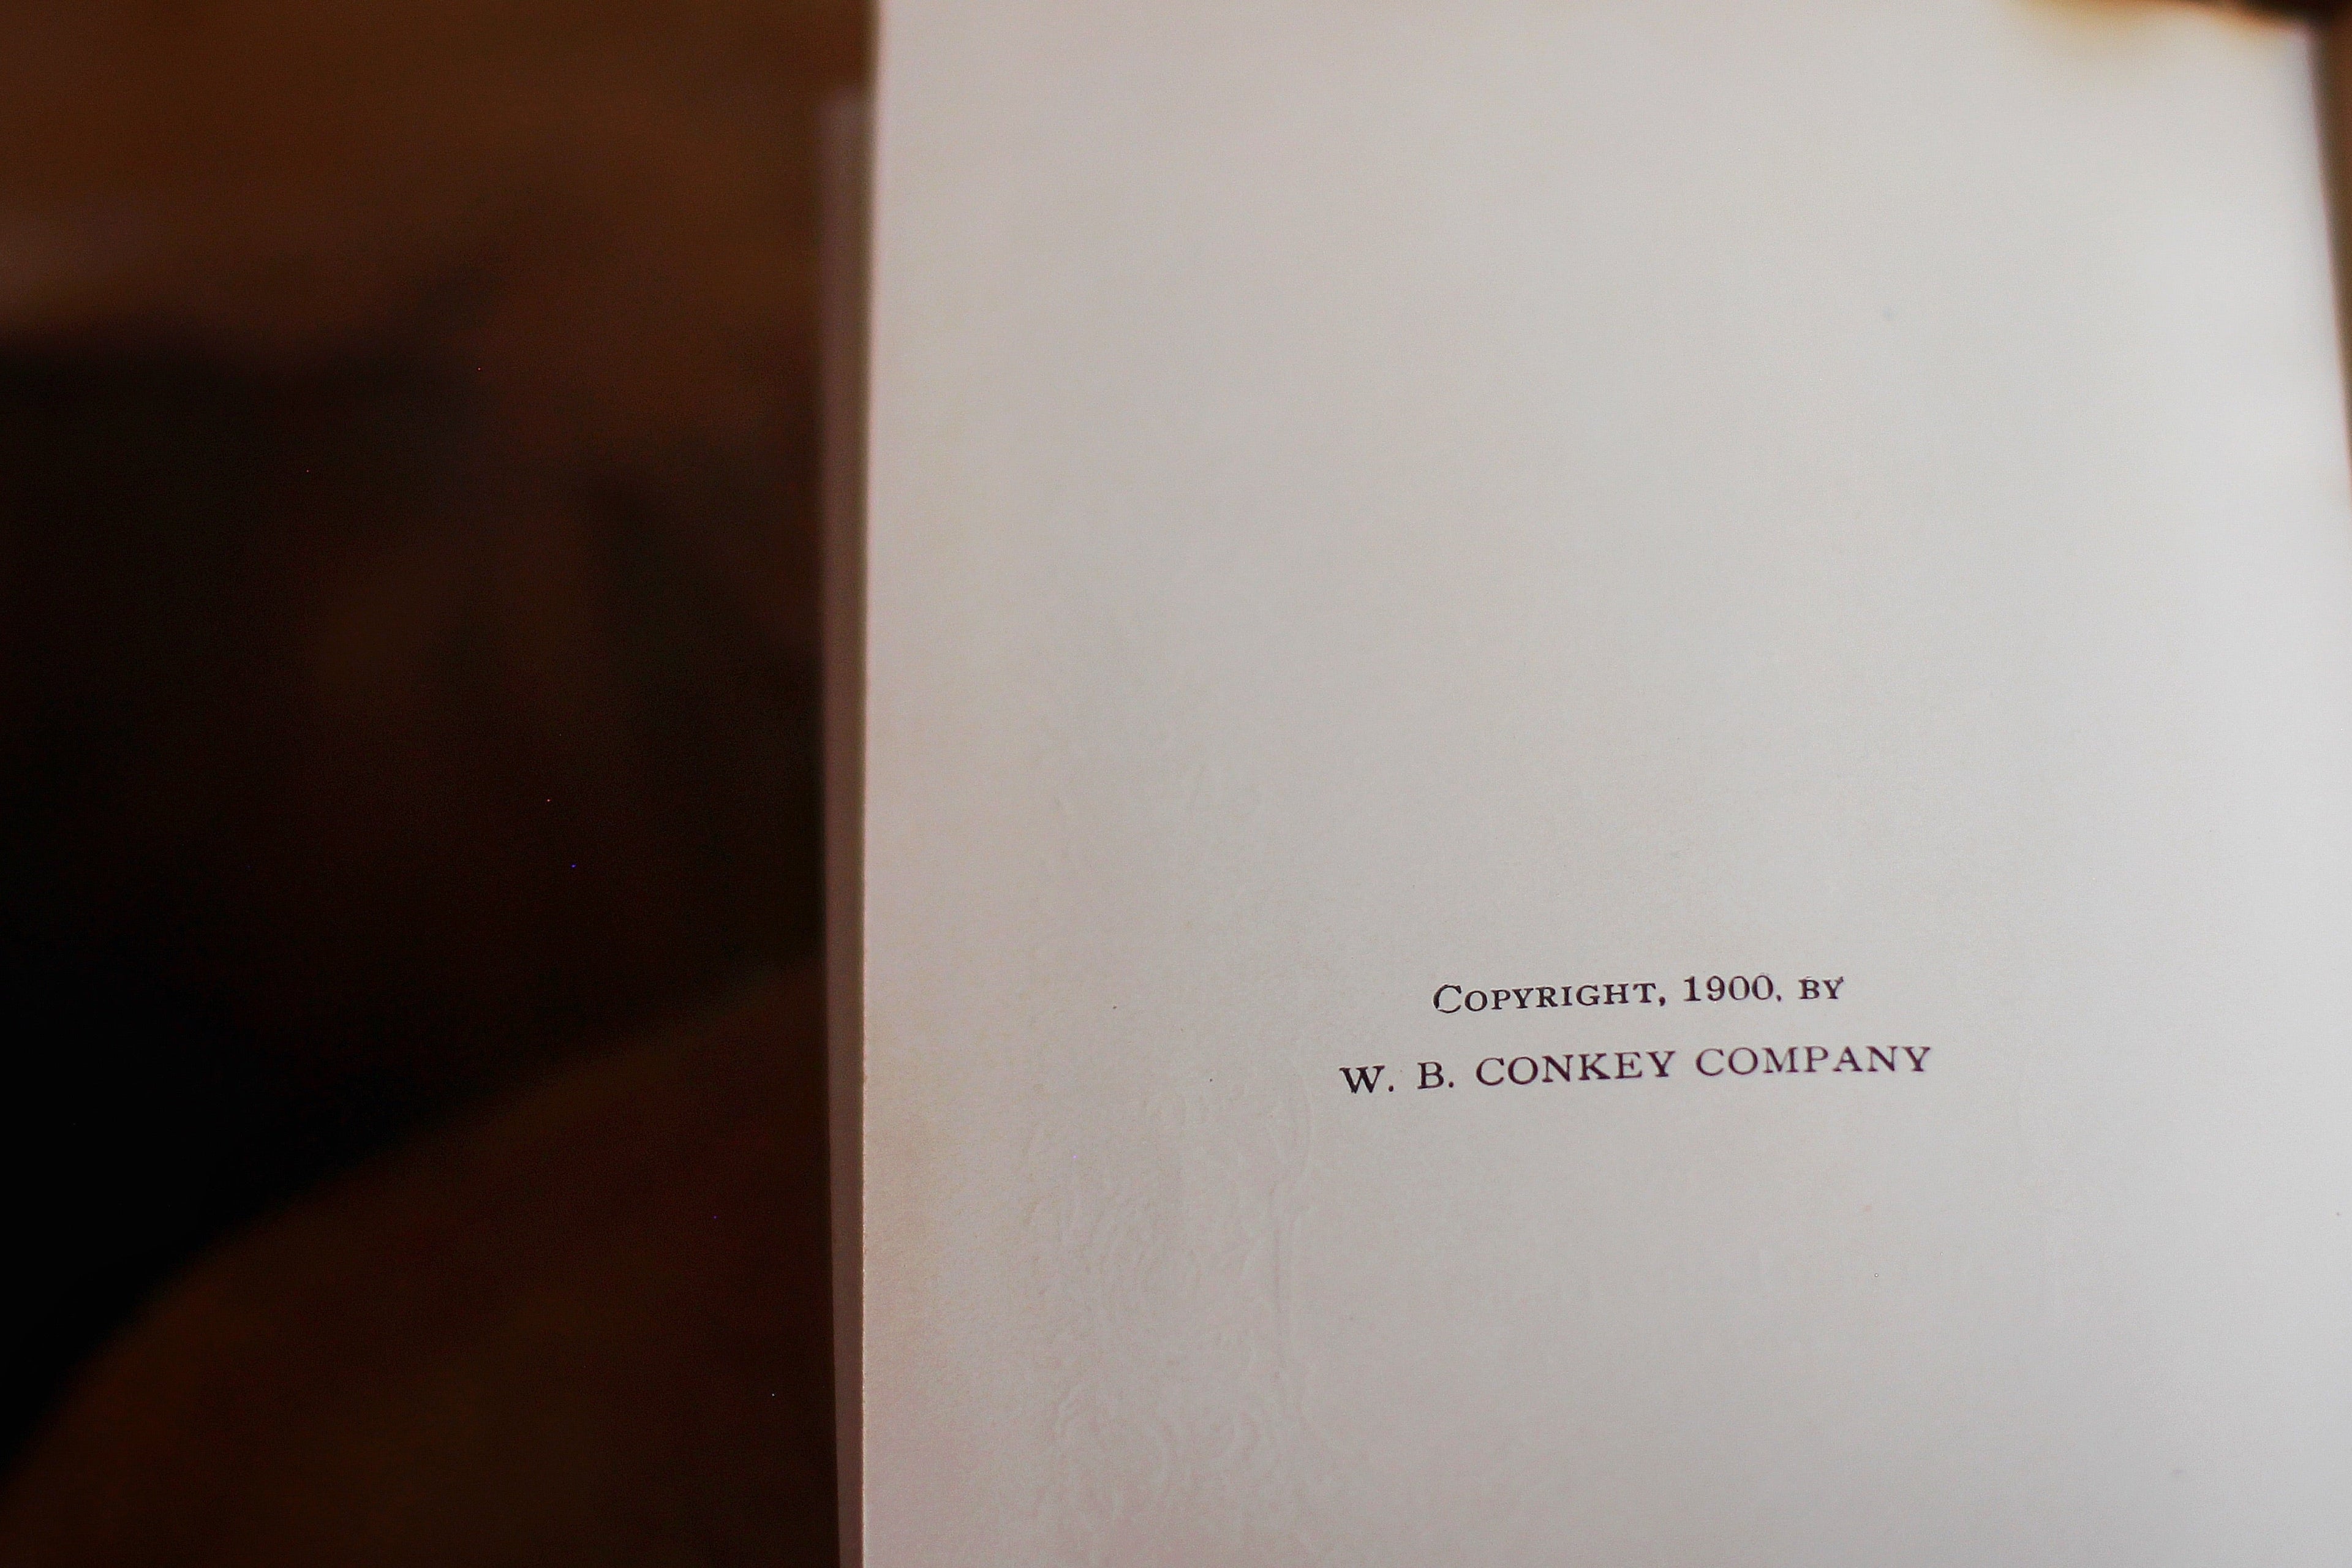 Copyright, 1900, by
W. B. CONKEY COMPANY